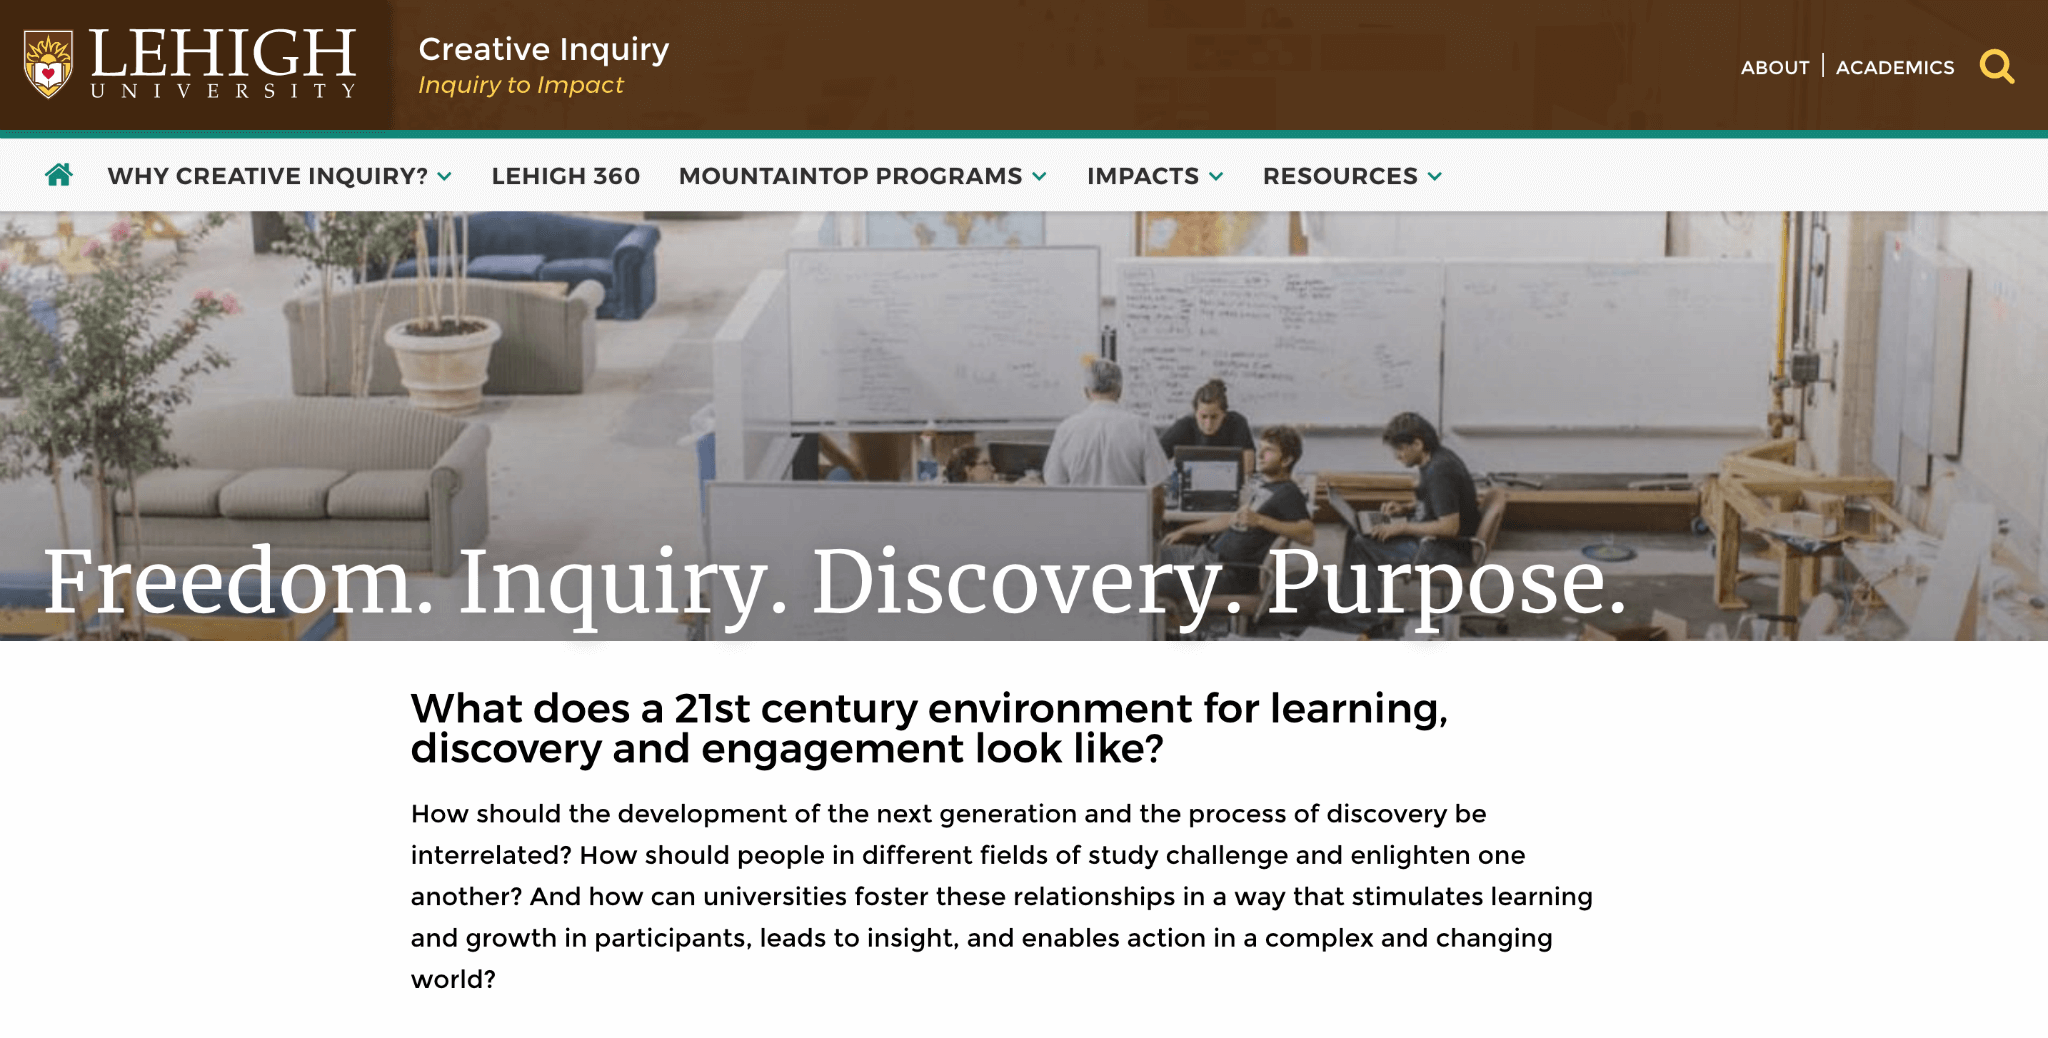 LEHIGH
UNIVERSITY
Creative Inquiry
Inquiry to Impact
ABOUT
ACADEMICS
WHY CREATIVE INQUIRY?
LEHIGH 360
MOUNTAINTOP PROGRAMS
IMPACTS
RESOURCES
Freedom. Inquiry. Discovery. Purpose.
What does a 21st century environment for learning,
discovery and engagement look like?
How should the development of the next generation and the process of discovery be
interrelated? How should people in different fields of study challenge and enlighten one
another? And how can universities foster these relationships in a way that stimulates learning
and growth in participants, leads to insight, and enables action in a complex and changing
world?